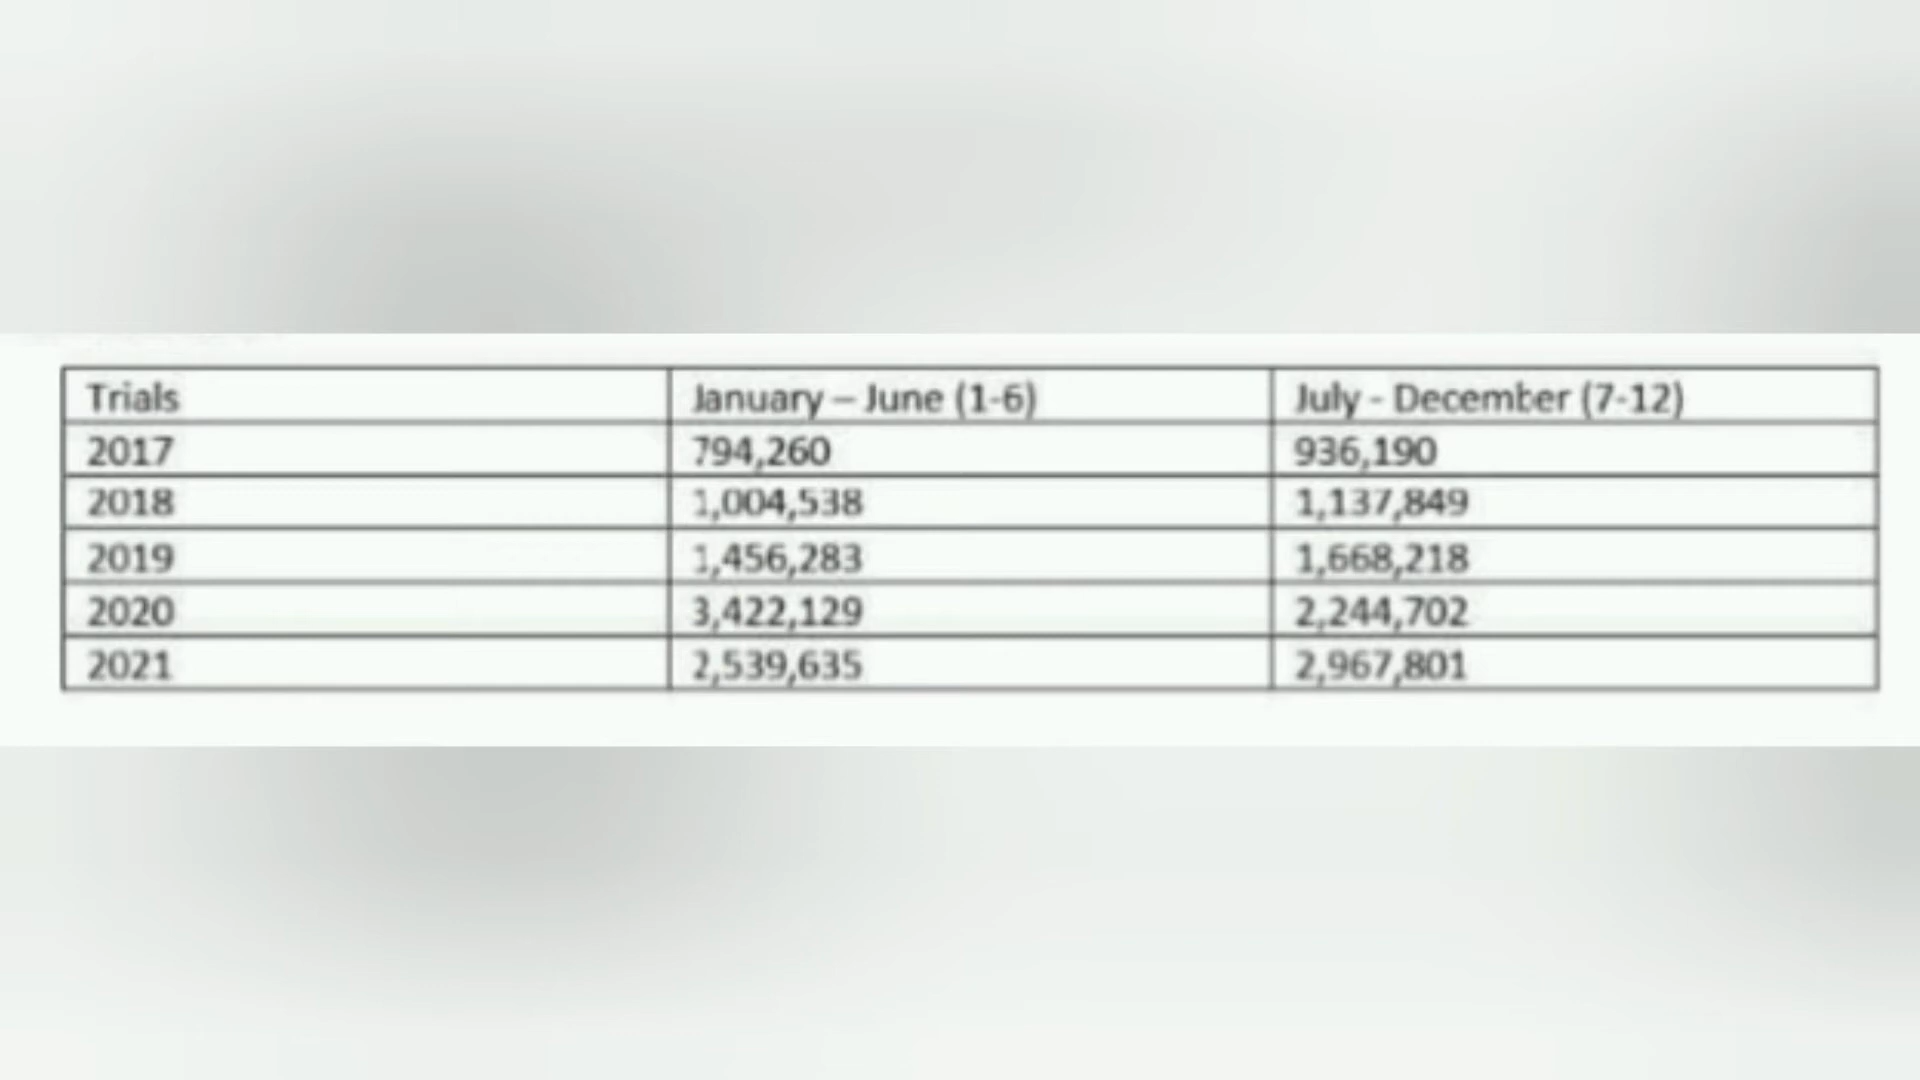 Trials January – June (1-6) July - December (7-12)
2017 794,260 936,190
2018 1,004,538 1,137,849
2019 1,456,283 1,668,218
2020 3,422,129 2,244,702
2021 2,539,635 2,967,801